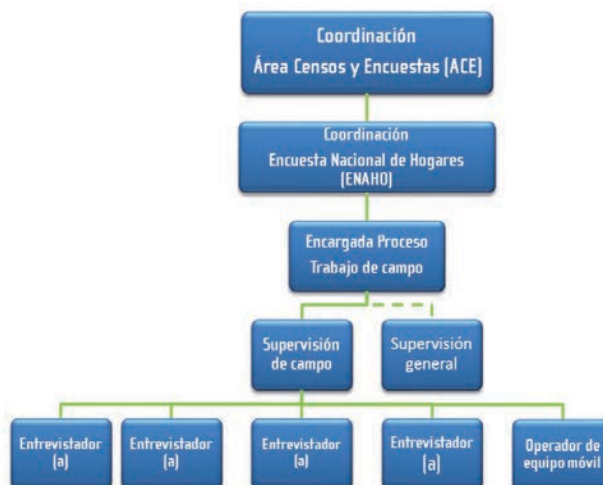 Coordinación
Área Censos y Encuestas (ACE)
Coordinación
Encuesta Nacional de Hogares
(ENAHO)
Encargada Proceso
Trabajo de campo
Supervisión
de campo
Supervisión
general
Entrevistador
(a)
Entrevistador
(a)
Entrevistador
(a)
Entrevistador
(a)
Operador de
equipo móvil